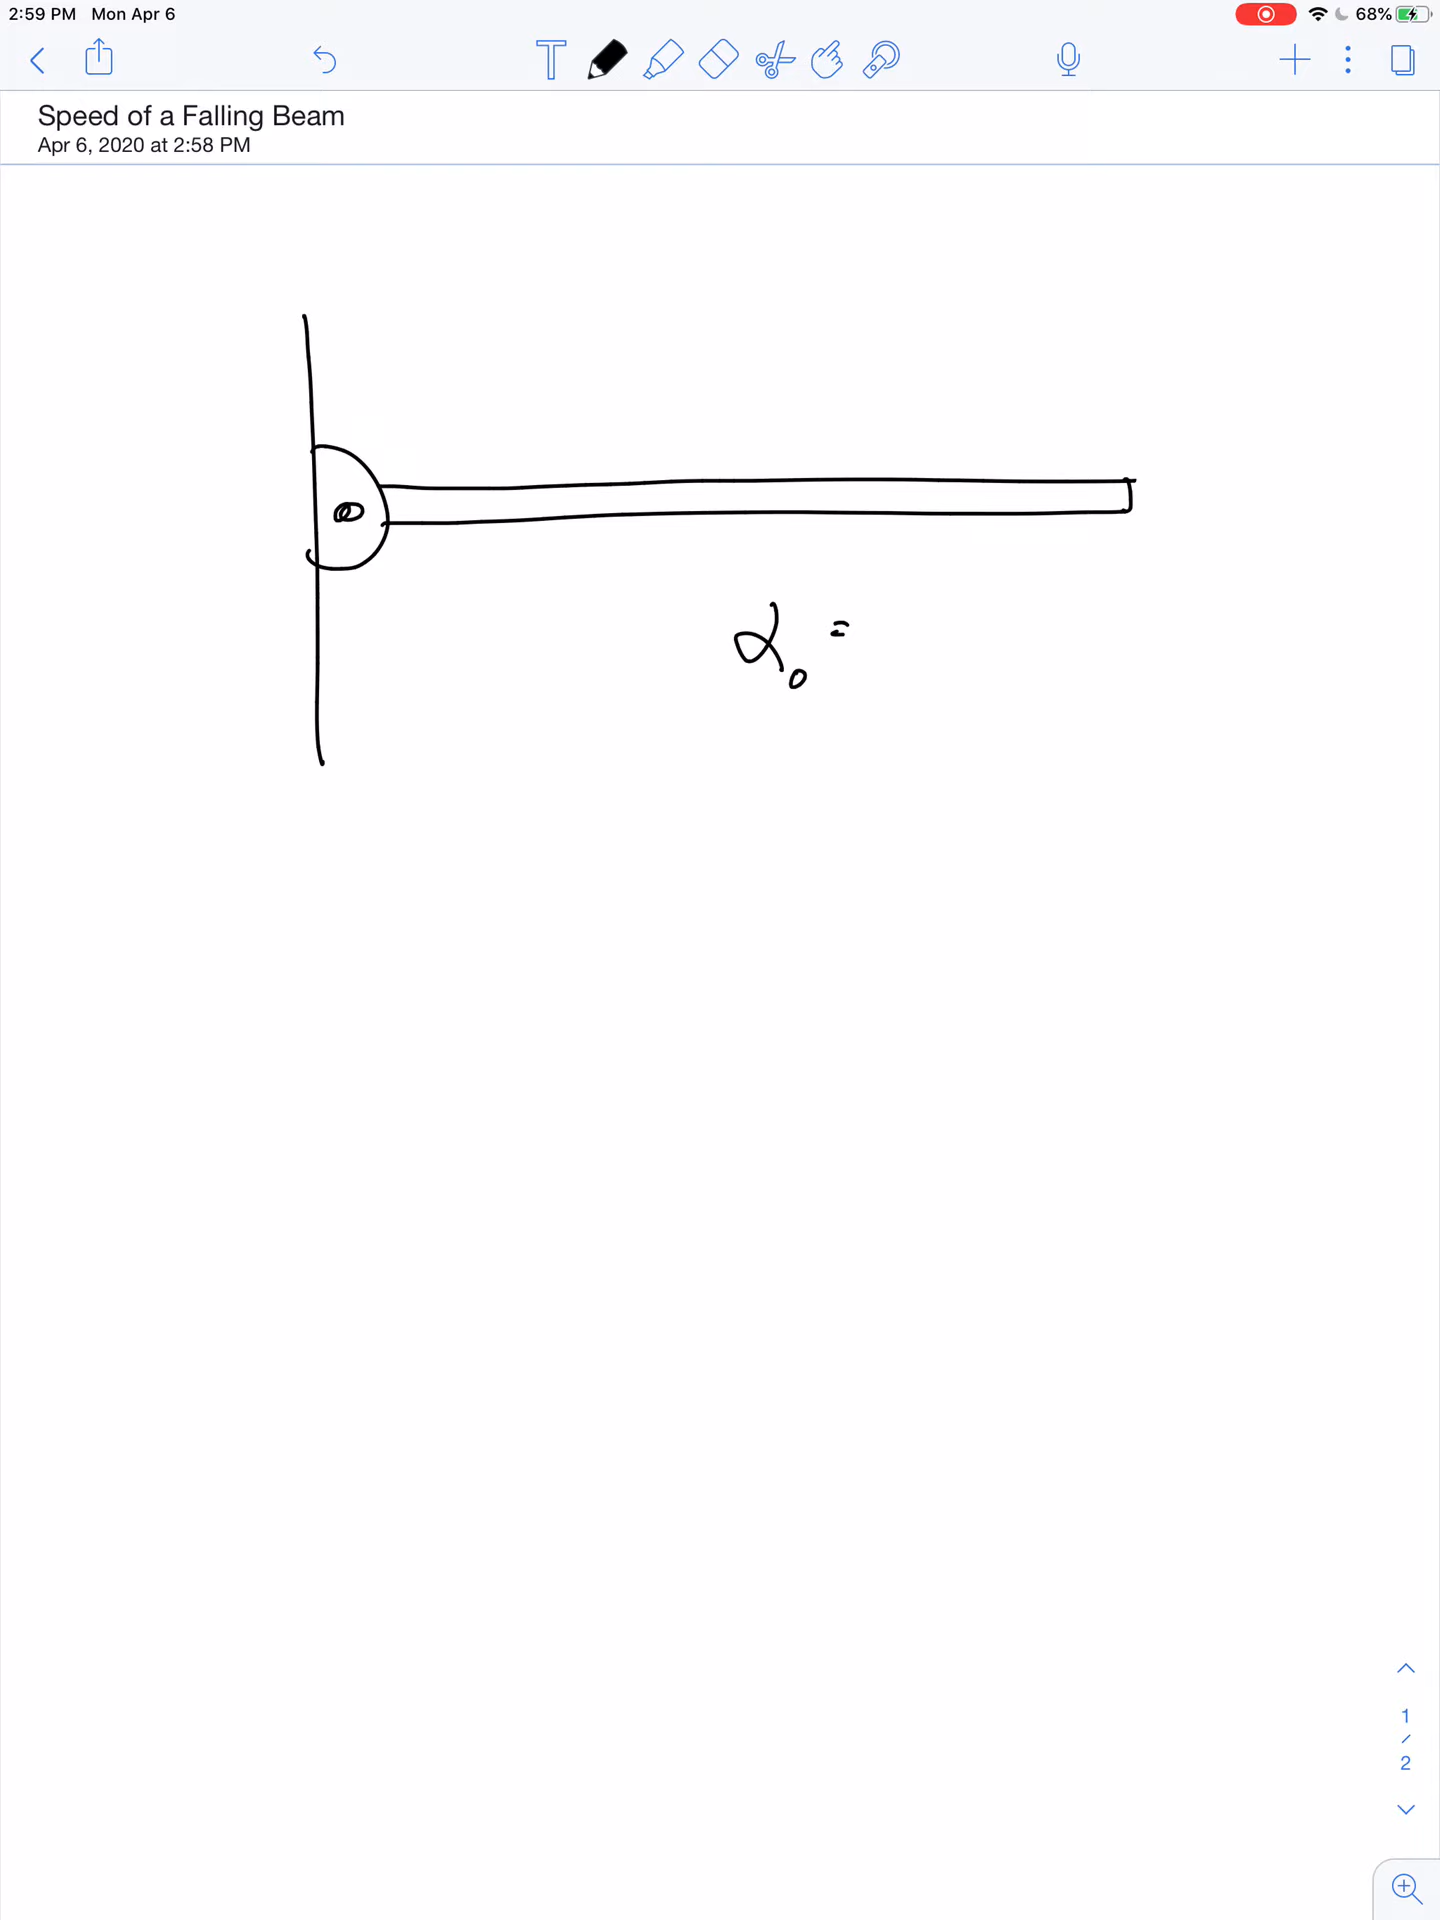 2:59 PM Mon Apr 6 68%
Speed of a Falling Beam
Apr 6, 2020 at 2:58 PM
α₀ =
1
/
2